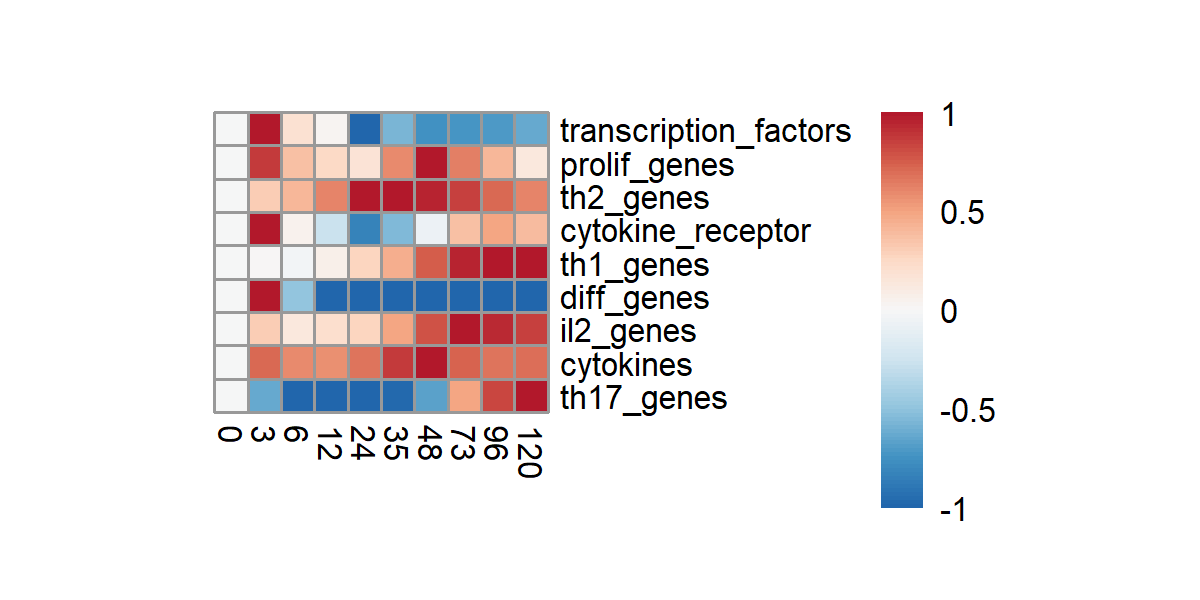 transcription_factors
prolif_genes
th2_genes
cytokine_receptor
th1_genes
diff_genes
il2_genes
cytokines
th17_genes
0 3 6 12 24 35 48 73 96 120
1
0.5
0
-0.5
-1